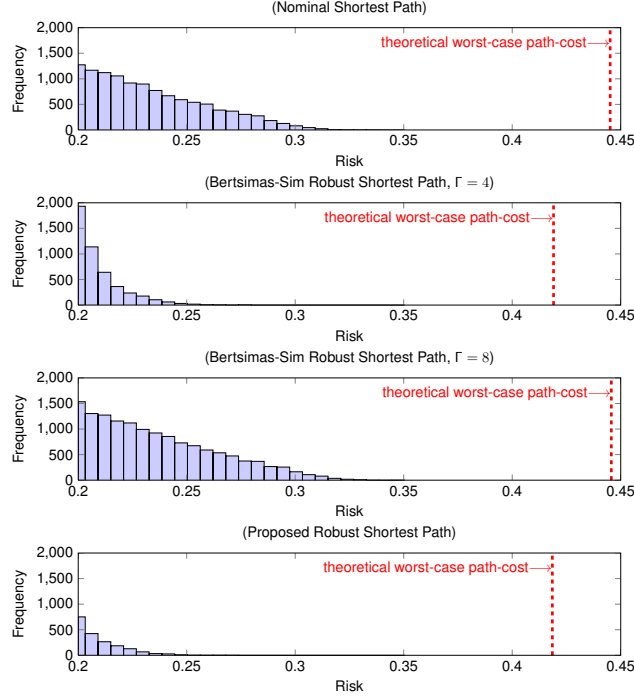 (Nominal Shortest Path)
2,000
1,500
1,000
500
0
Frequency
theoretical worst-case path-cost
0.2
0.25
0.3
0.35
0.4
0.45
Risk
(Bertsimas-Sim Robust Shortest Path, Γ = 4)
2,000
1,500
1,000
500
0
Frequency
theoretical worst-case path-cost
0.2
0.25
0.3
0.35
0.4
0.45
Risk
(Bertsimas-Sim Robust Shortest Path, Γ = 8)
2,000
1,500
1,000
500
0
Frequency
theoretical worst-case path-cost
0.2
0.25
0.3
0.35
0.4
0.45
Risk
(Proposed Robust Shortest Path)
2,000
1,500
1,000
500
0
Frequency
theoretical worst-case path-cost
0.2
0.25
0.3
0.35
0.4
0.45
Risk